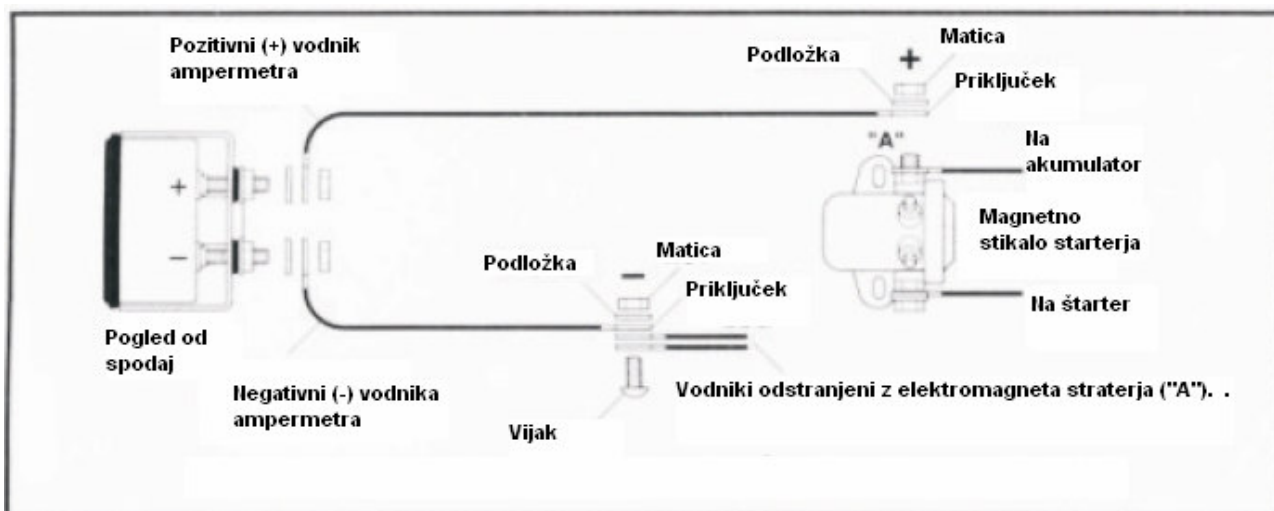 Pozitivni (+) vodnik
ampermetra
Matica
Podložka
+
Priključek
"A"
Na
akumulator
+
Magnetno
stikalo starterja
−
Matica
Podložka
−
Priključek
Na štarter
Pogled od
spodaj
Negativni (-) vodnika
ampermetra
Vodniki odstranjeni z elektromagneta straterja ("A"). .
Vijak